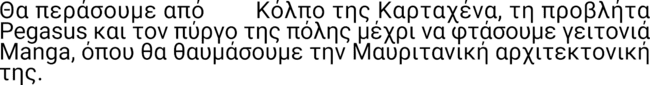 Θα περάσουμε από Κόλπο της Καρταχένα, τη προβλήτα
Pegasus και τον πύργο της πόλης μέχρι να φτάσουμε γειτονιά
Manga, όπου θα θαυμάσουμε την Μαυριτανική αρχιτεκτονική
της.